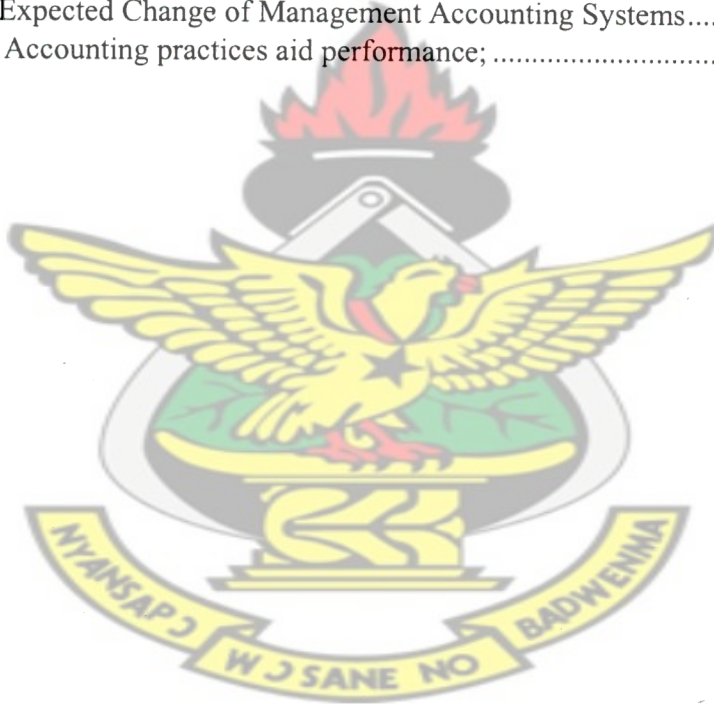 Expected Change of Management Accounting Systems....
Accounting practices aid performance; .............................
NYANSAPƆ
WƆSANE NO
BADWENMA